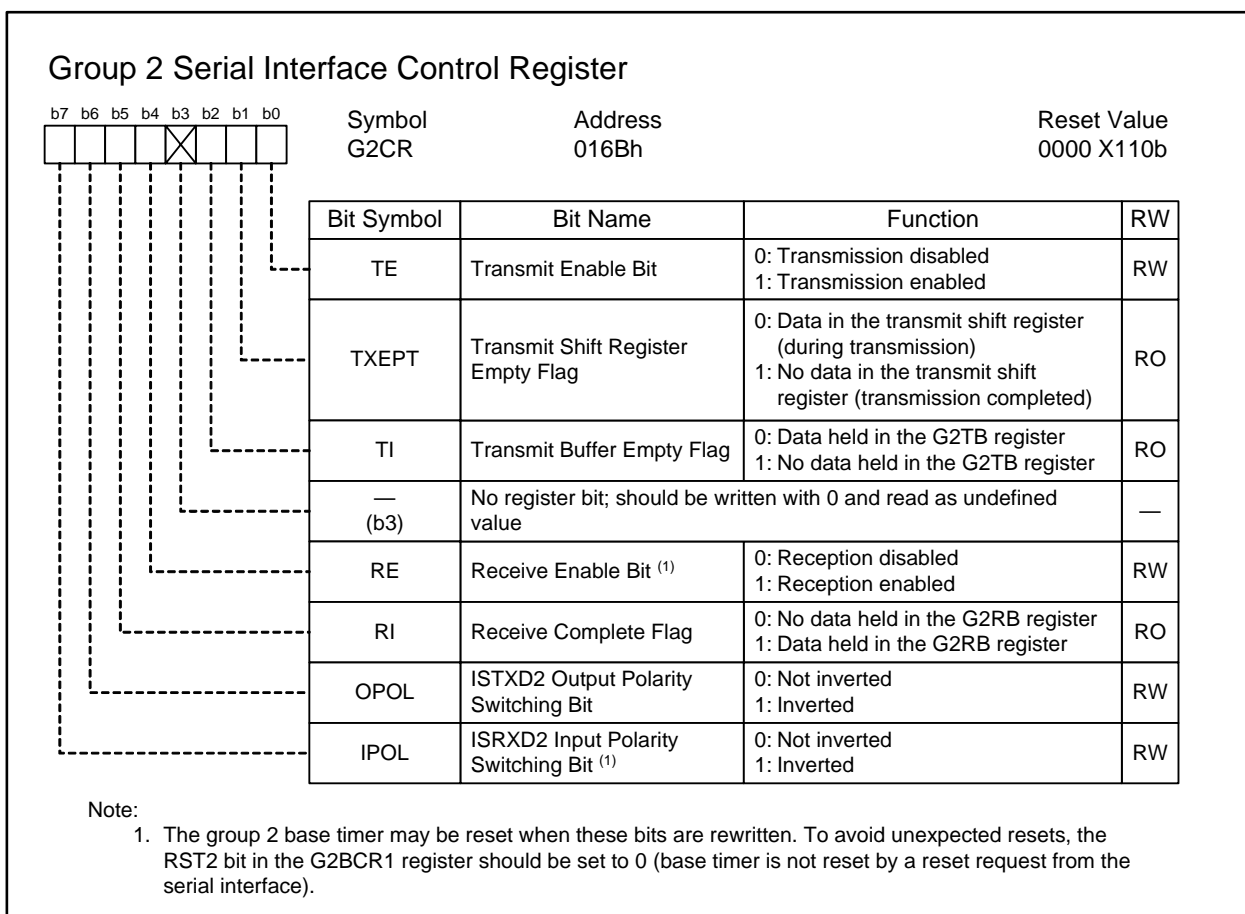 Group 2 Serial Interface Control Register
b7 b6 b5 b4 b3 b2 b1 b0
Symbol Address Reset Value
G2CR 016Bh 0000 X110b
Bit Symbol Bit Name Function RW
TE Transmit Enable Bit 0: Transmission disabled
1: Transmission enabled RW
TXEPT Transmit Shift Register
Empty Flag 0: Data in the transmit shift register
(during transmission)
1: No data in the transmit shift
register (transmission completed) RO
TI Transmit Buffer Empty Flag 0: Data held in the G2TB register
1: No data held in the G2TB register RO
—
(b3) No register bit; should be written with 0 and read as undefined
value —
RE Receive Enable Bit (1) 0: Reception disabled
1: Reception enabled RW
RI Receive Complete Flag 0: No data held in the G2RB register
1: Data held in the G2RB register RO
OPOL ISTXD2 Output Polarity
Switching Bit 0: Not inverted
1: Inverted RW
IPOL ISRXD2 Input Polarity
Switching Bit (1) 0: Not inverted
1: Inverted RW
Note:
1. The group 2 base timer may be reset when these bits are rewritten. To avoid unexpected resets, the
RST2 bit in the G2BCR1 register should be set to 0 (base timer is not reset by a reset request from the
serial interface).